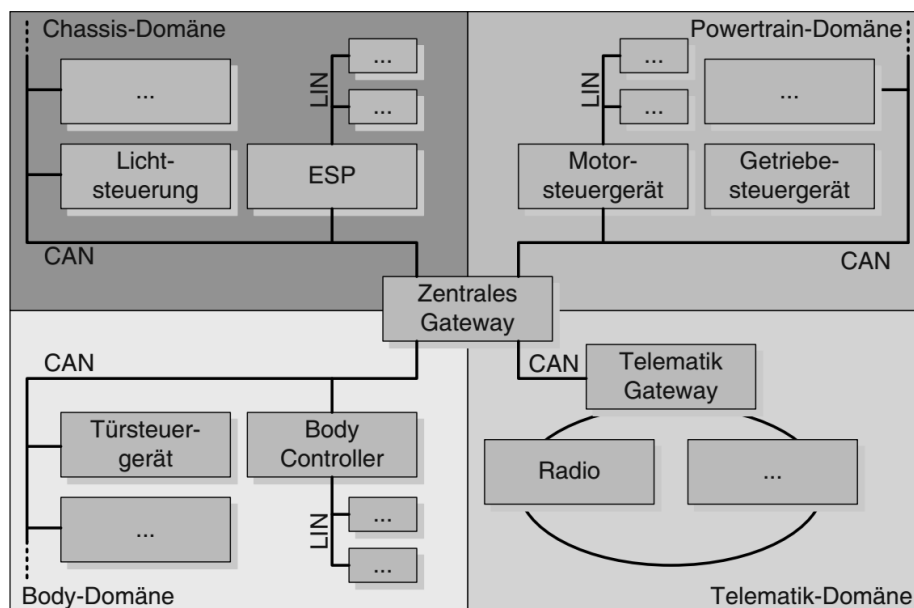 Chassis-Domäne
...
LIN
...
...
Licht-
steuerung
ESP
CAN
Powertrain-Domäne
LIN
...
...
...
Motor-
steuergerät
Getriebe-
steuergerät
CAN
Zentrales
Gateway
CAN
Türsteuer-
gerät
Body
Controller
...
LIN
...
...
Body-Domäne
CAN
Telematik
Gateway
Radio
...
Telematik-Domäne